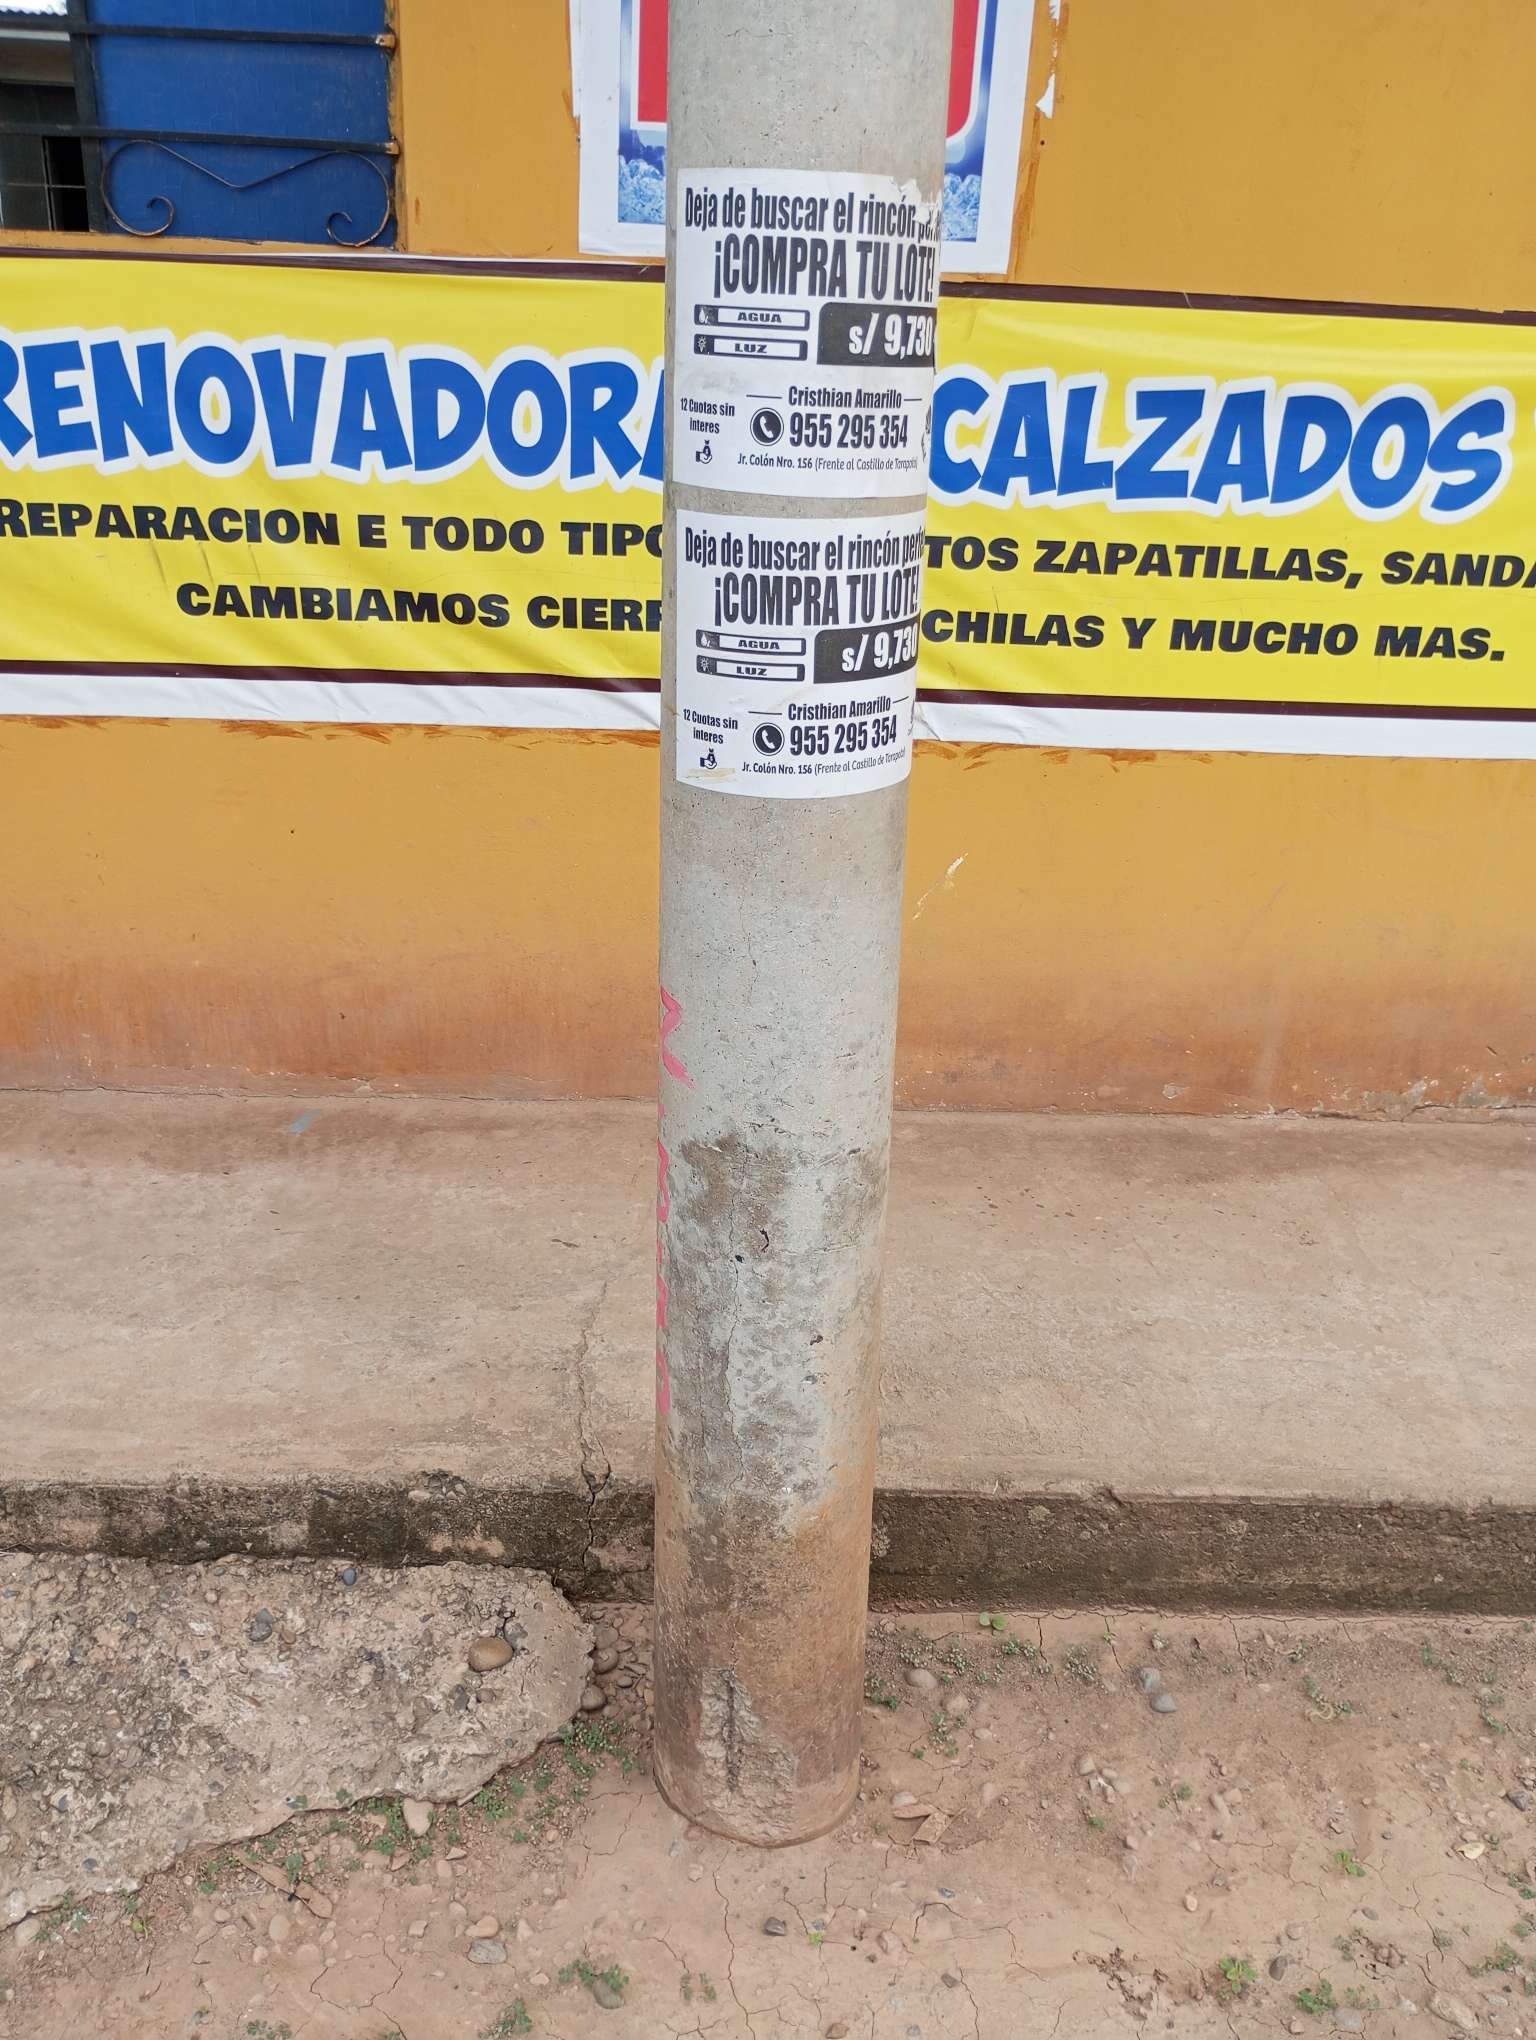 Deja de buscar el rincón
¡COMPRA TU LOTE!
AGUA
LUZ
s/ 9,730
12 Cuotas sin
interes
Cristhian Amarillo
955 295 354
Jr. Colón Nro. 156 (Frente al Castillo de Tarapoto)
Deja de buscar el rincón
¡COMPRA TU LOTE!
AGUA
LUZ
s/ 9,730
12 Cuotas sin
interes
Cristhian Amarillo
955 295 354
Jr. Colón Nro. 156 (Frente al Castillo de Tarapoto)
RENOVADORA CALZADOS
REPARACION E TODO TIPO TOS ZAPATILLAS, SANDA
CAMBIAMOS CIERR CHILAS Y MUCHO MAS.